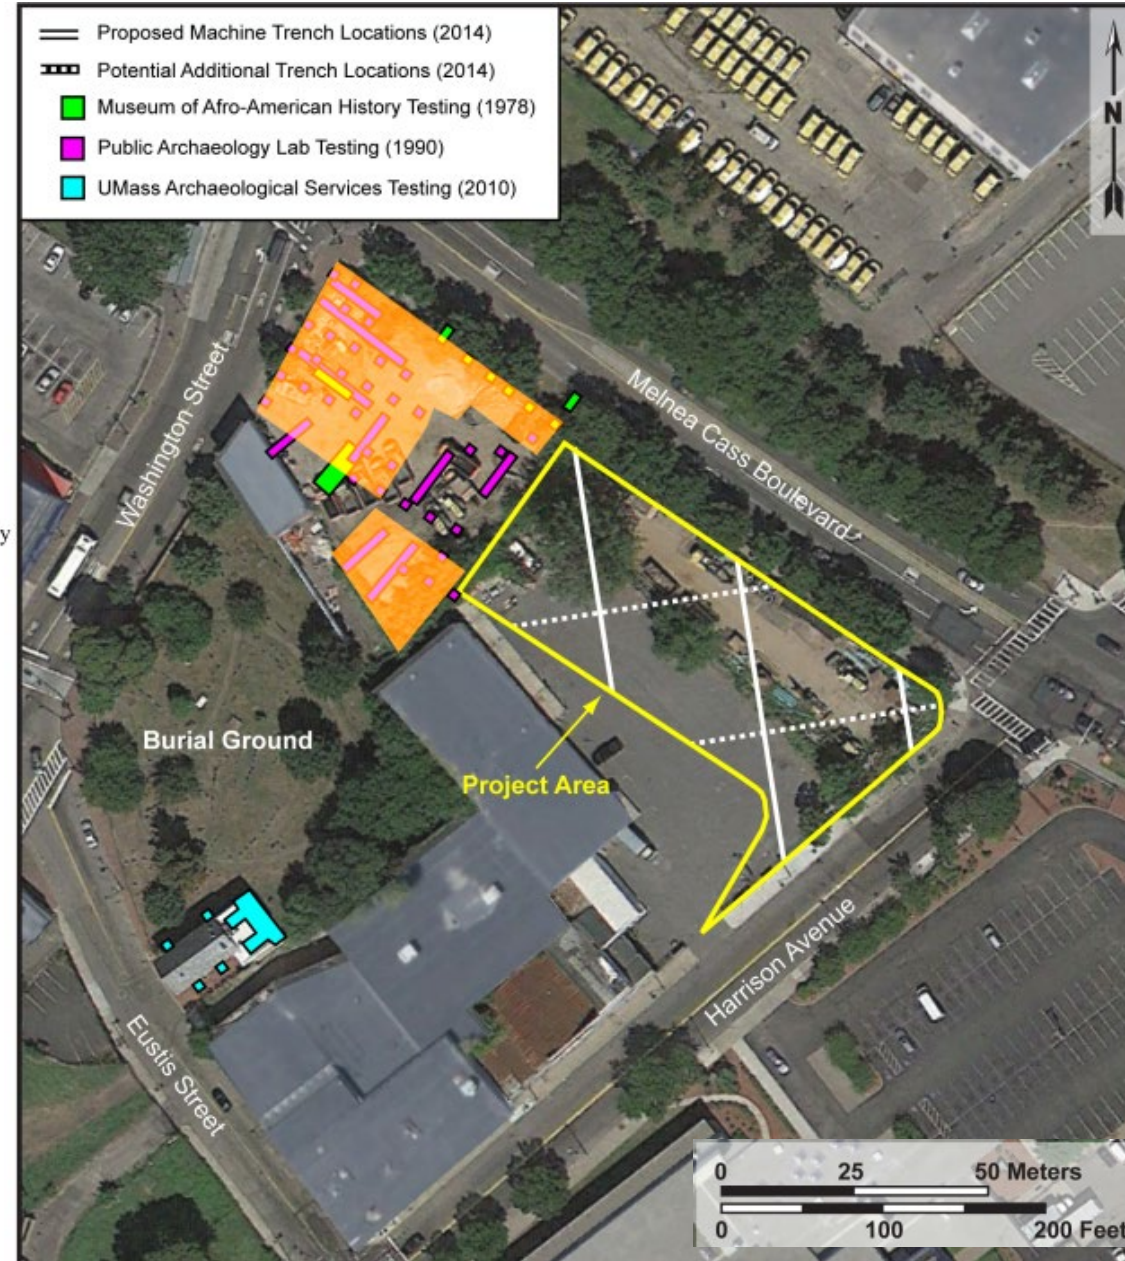 Proposed Machine Trench Locations (2014)
Potential Additional Trench Locations (2014)
Museum of Afro-American History Testing (1978)
Public Archaeology Lab Testing (1990)
UMass Archaeological Services Testing (2010)
N
Washington Street
Melnea Cass Boulevard
y
Burial Ground
Project Area
Harrison Avenue
Eustis Street
0 25 50 Meters
0 100 200 Feet